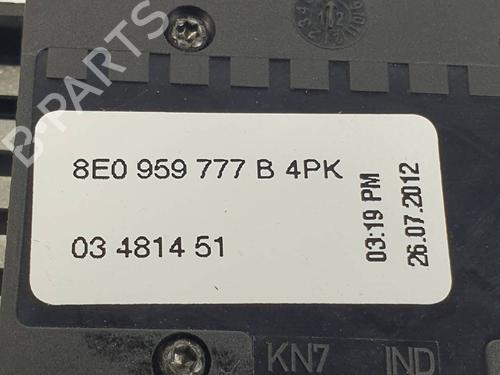 B-PARTS
8E0 959 777 B 4PK
03 4814 51
03:19 PM
26.07.2012
KN7 IND